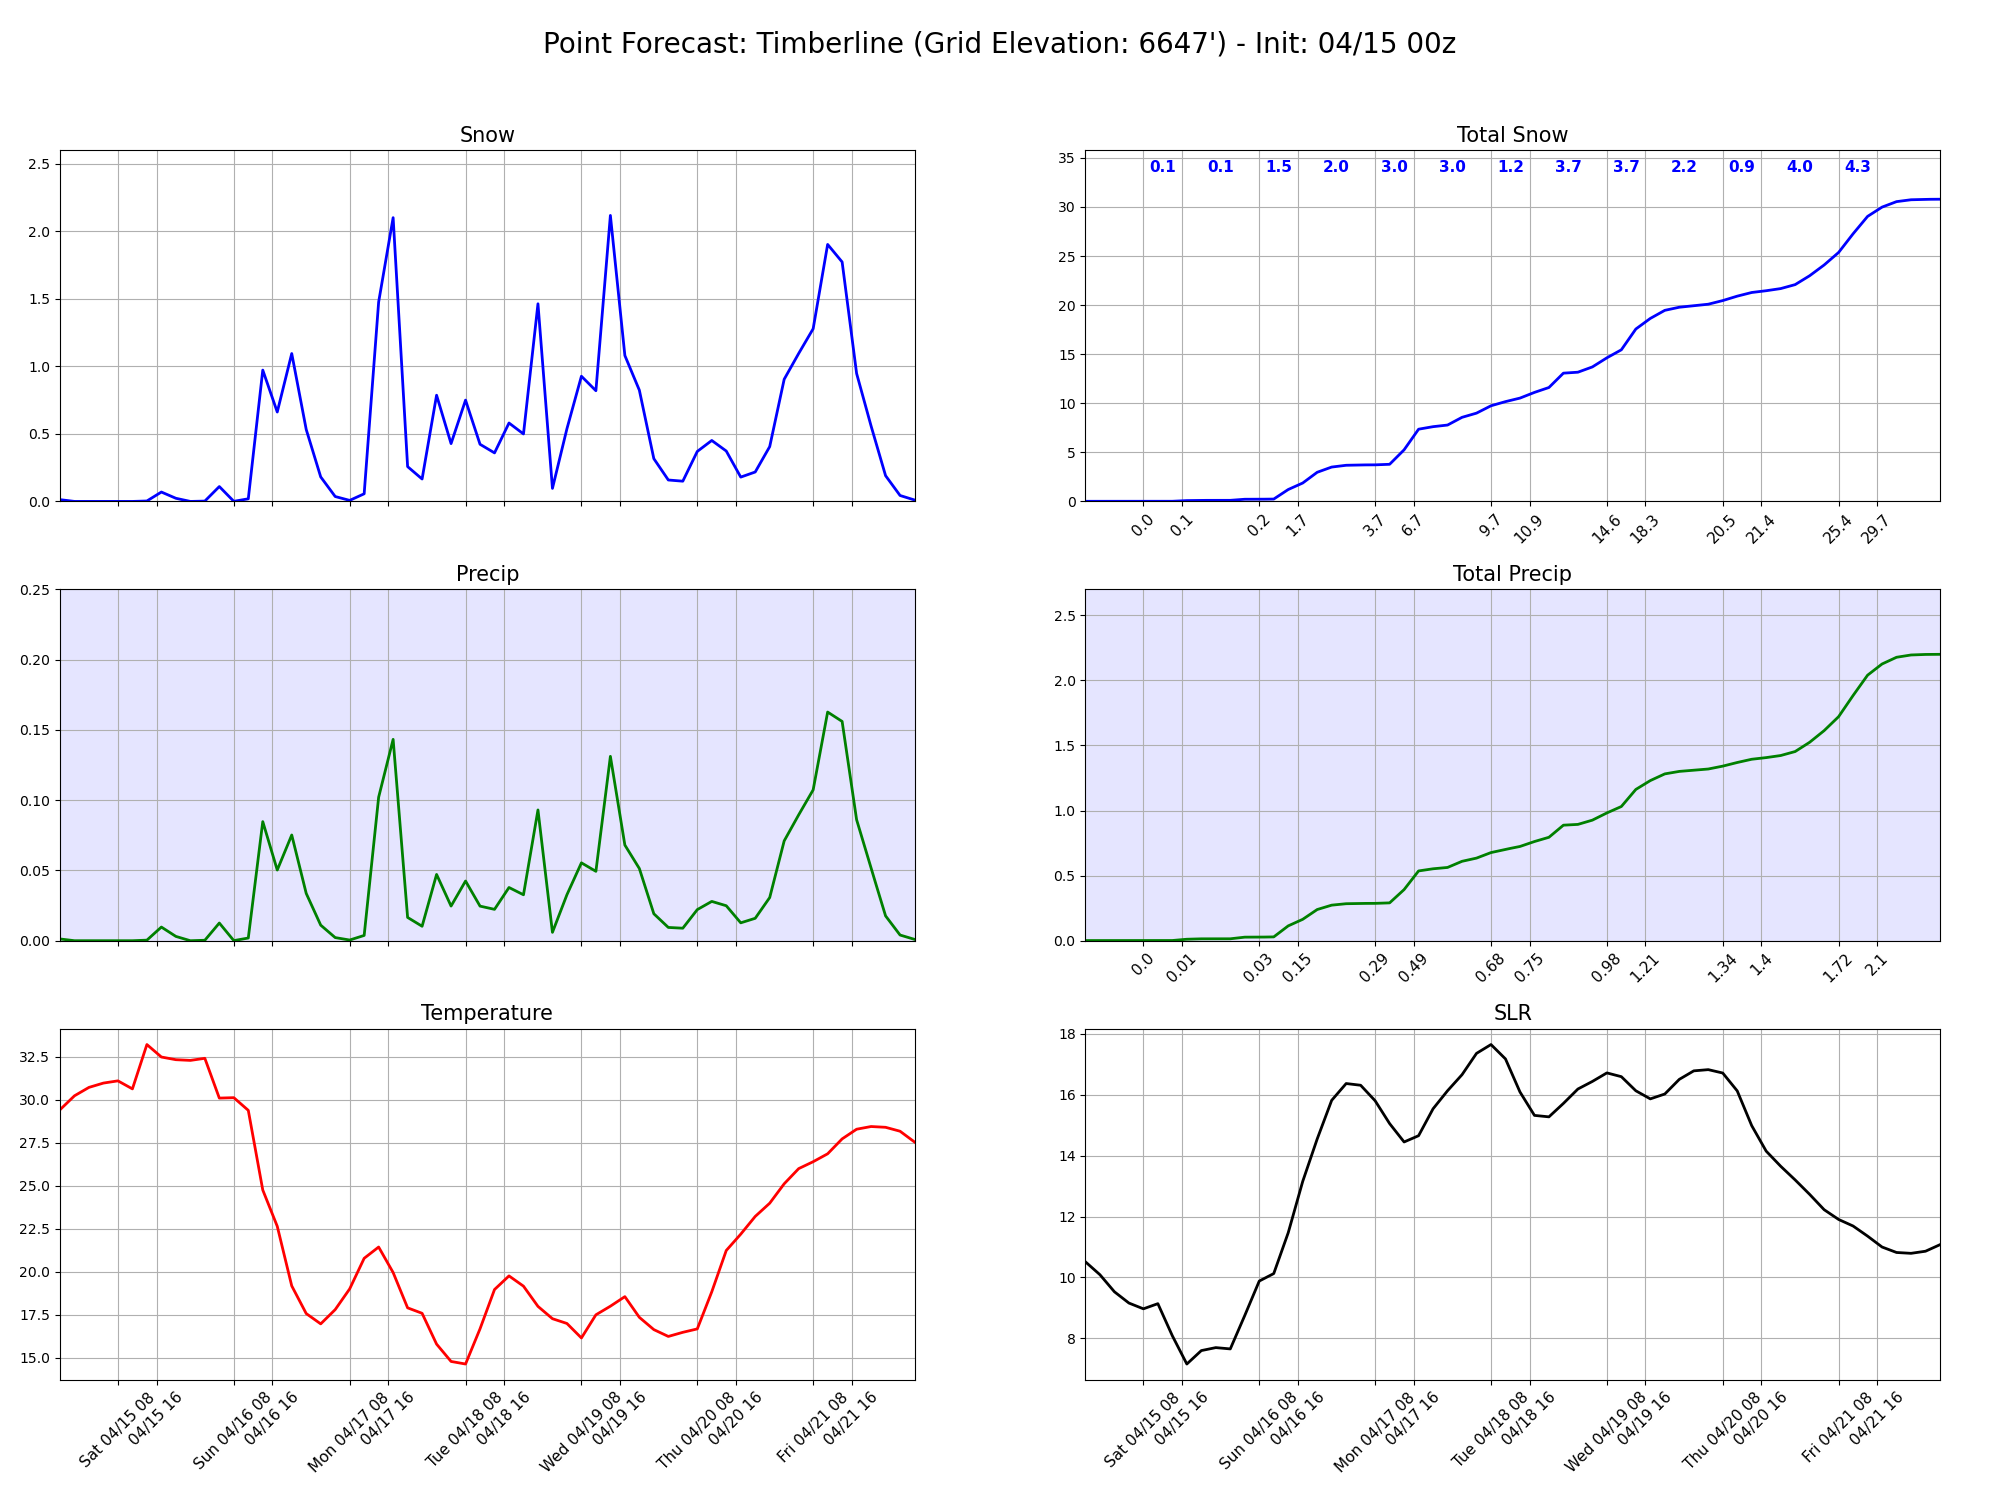 Point Forecast: Timberline (Grid Elevation: 6647') - Init: 04/15 00z
Snow
2.5
2.0
1.5
1.0
0.5
0.0
Total Snow
0.1 0.1 1.5 2.0 3.0 3.0 1.2 3.7 3.7 2.2 0.9 4.0 4.3
35
30
25
20
15
10
5
0
0.0 0.1 0.2 1.7 3.7 6.7 9.7 10.9 14.6 18.3 20.5 21.4 25.4 29.7
Precip
0.25
0.20
0.15
0.10
0.05
0.00
Total Precip
2.5
2.0
1.5
1.0
0.5
0.0
0.0 0.01 0.03 0.15 0.29 0.49 0.68 0.75 0.98 1.21 1.34 1.4 1.72 2.1
Temperature
32.5
30.0
27.5
25.0
22.5
20.0
17.5
15.0
Sat 04/15 08
04/15 16
Sun 04/16 08
04/16 16
Mon 04/17 08
04/17 16
Tue 04/18 08
04/18 16
Wed 04/19 08
04/19 16
Thu 04/20 08
04/20 16
Fri 04/21 08
04/21 16
SLR
18
16
14
12
10
8
Sat 04/15 08
04/15 16
Sun 04/16 08
04/16 16
Mon 04/17 08
04/17 16
Tue 04/18 08
04/18 16
Wed 04/19 08
04/19 16
Thu 04/20 08
04/20 16
Fri 04/21 08
04/21 16